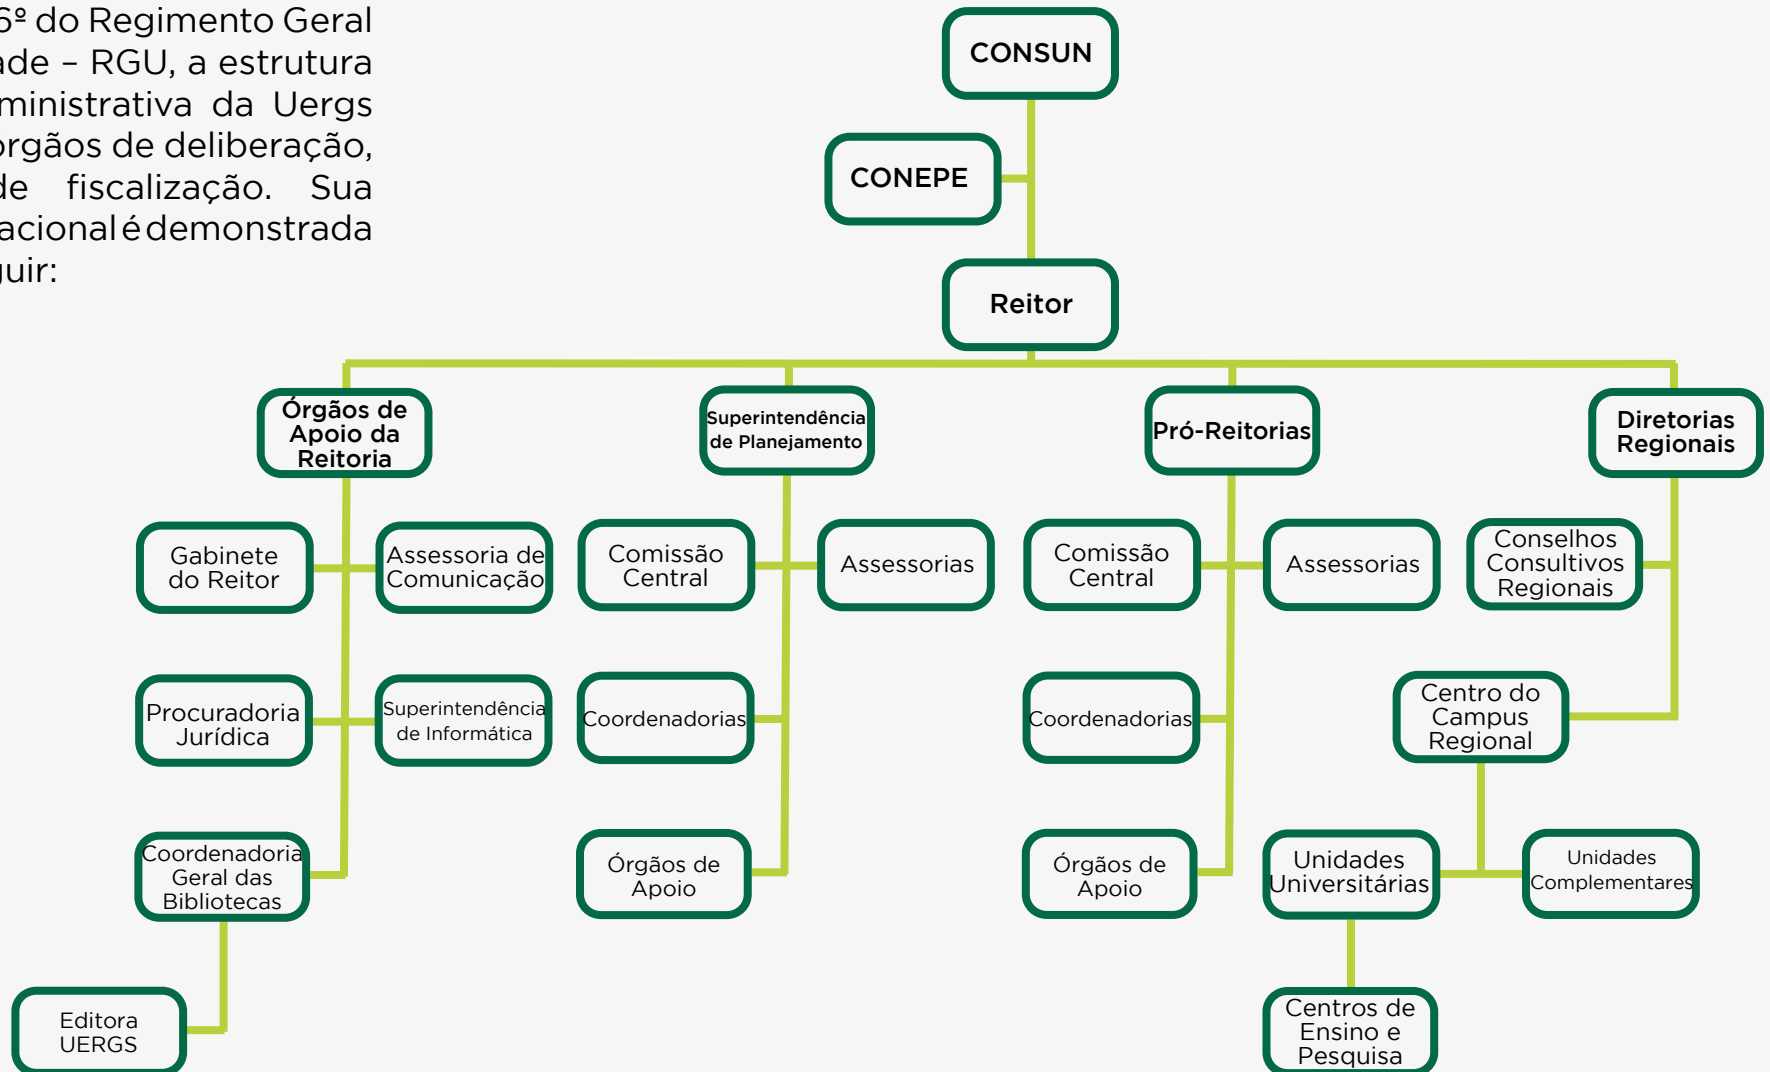 6º do Regimento Geral
ade – RGU, a estrutura
ministrativa da Uergs
órgãos de deliberação,
de fiscalização. Sua
acional é demonstrada
guir:
CONSUN
CONEPE
Reitor
Órgãos de
Apoio da
Reitoria
Superintendência
de Planejamento
Pró-Reitorias
Diretorias
Regionais
Gabinete
do Reitor
Assessoria de
Comunicação
Comissão
Central
Assessorias
Comissão
Central
Assessorias
Conselhos
Consultivos
Regionais
Procuradoria
Jurídica
Superintendência
de Informática
Coordenadorias
Coordenadorias
Centro do
Campus
Regional
Coordenadoria
Geral das
Bibliotecas
Órgãos de
Apoio
Órgãos de
Apoio
Unidades
Universitárias
Unidades
Complementares
Editora
UERGS
Centros de
Ensino e
Pesquisa